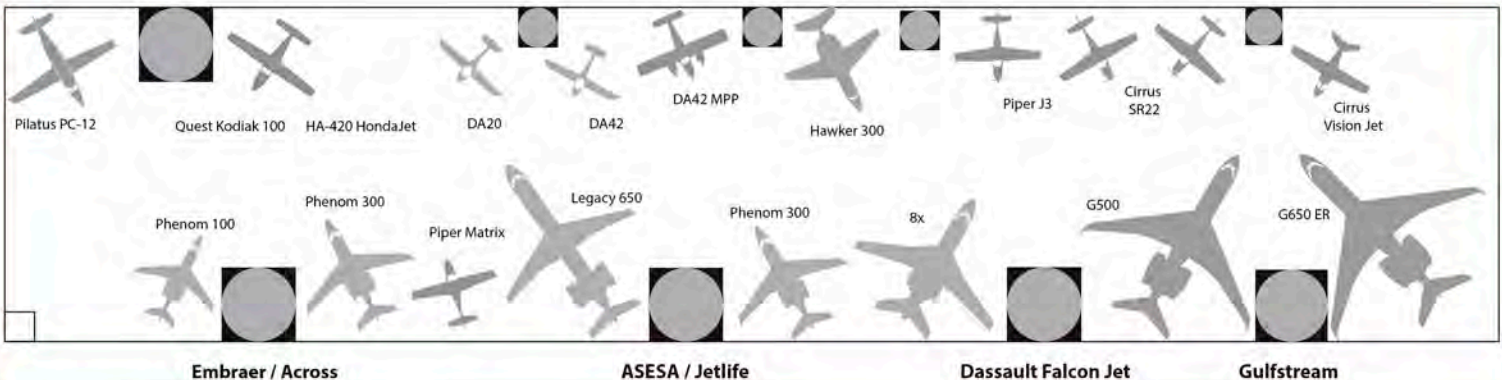 Pilatus PC-12
Quest Kodiak 100
HA-420 HondaJet
DA20
DA42
DA42 MPP
Hawker 300
Piper J3
Cirrus
SR22
Cirrus
Vision Jet
Phenom 100
Phenom 300
Piper Matrix
Legacy 650
Phenom 300
8x
G500
G650 ER
Embraer / Across
ASESA / Jetlife
Dassault Falcon Jet
Gulfstream